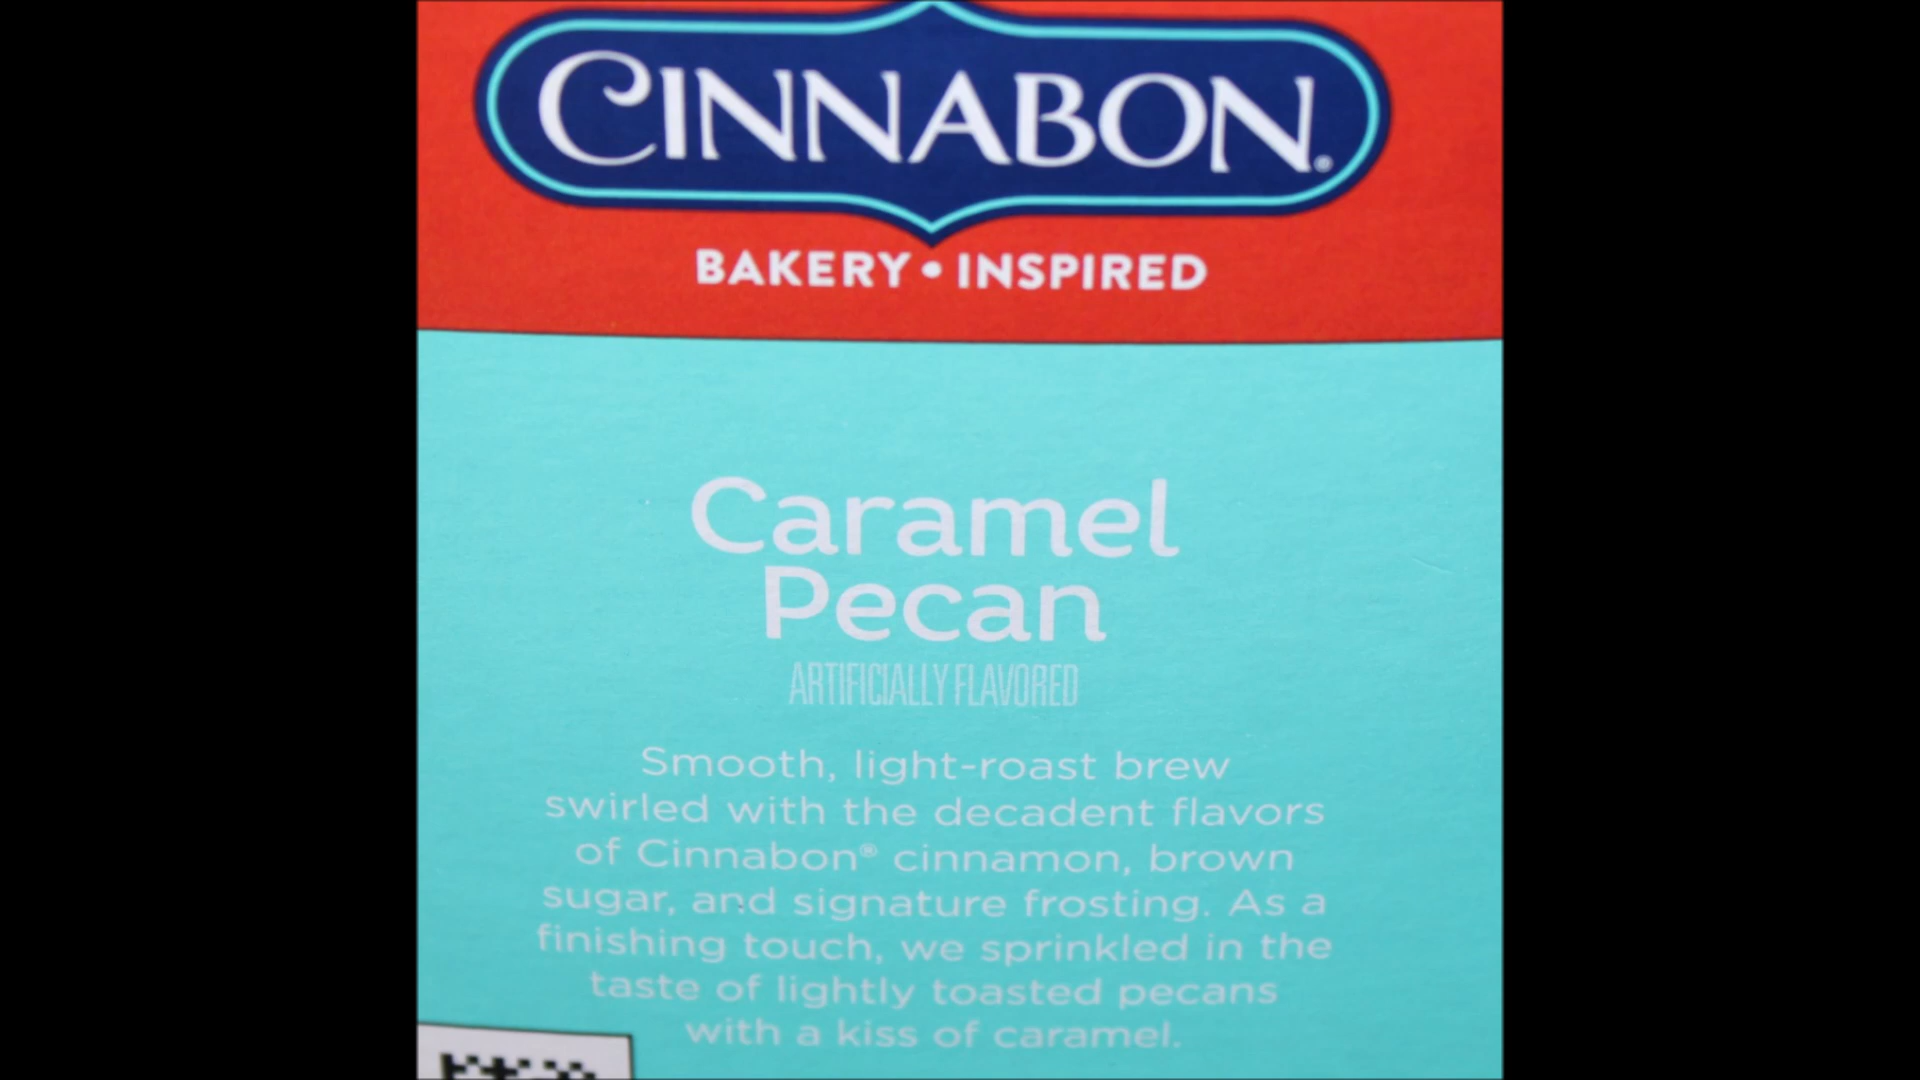 CINNABON®
BAKERY • INSPIRED
Caramel
Pecan
ARTIFICIALLY FLAVORED
Smooth, light-roast brew
swirled with the decadent flavors
of Cinnabon® cinnamon, brown
sugar, and signature frosting. As a
finishing touch, we sprinkled in the
taste of lightly toasted pecans
with a kiss of caramel.